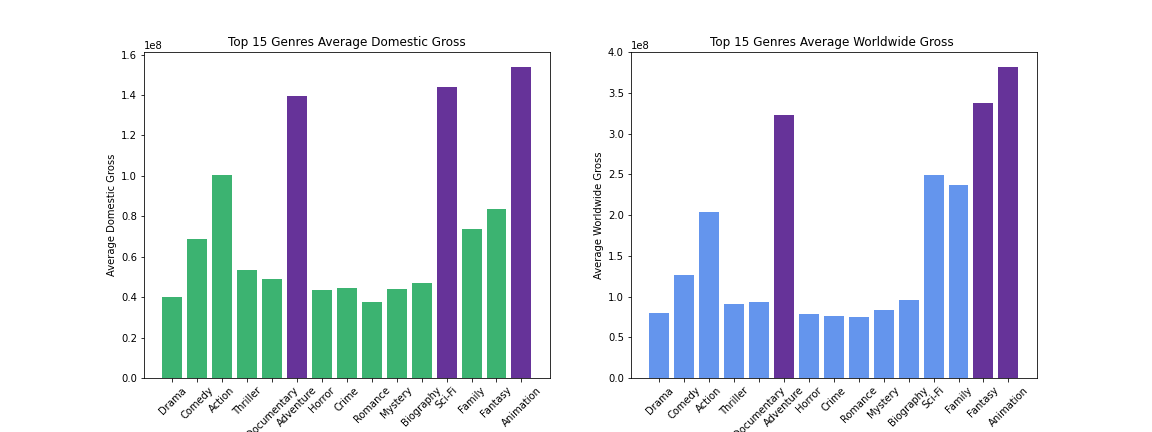 Top 15 Genres Average Domestic Gross
1e8
1.6
1.4
1.2
1.0
0.8
0.6
0.4
0.2
0.0
Average Domestic Gross
Drama
Comedy
Action
Thriller
Documentary
Adventure
Horror
Crime
Romance
Mystery
Biography
Sci-Fi
Family
Fantasy
Animation
Top 15 Genres Average Worldwide Gross
1e8
4.0
3.5
3.0
2.5
2.0
1.5
1.0
0.5
0.0
Average Worldwide Gross
Drama
Comedy
Action
Thriller
Documentary
Adventure
Horror
Crime
Romance
Mystery
Biography
Sci-Fi
Family
Fantasy
Animation